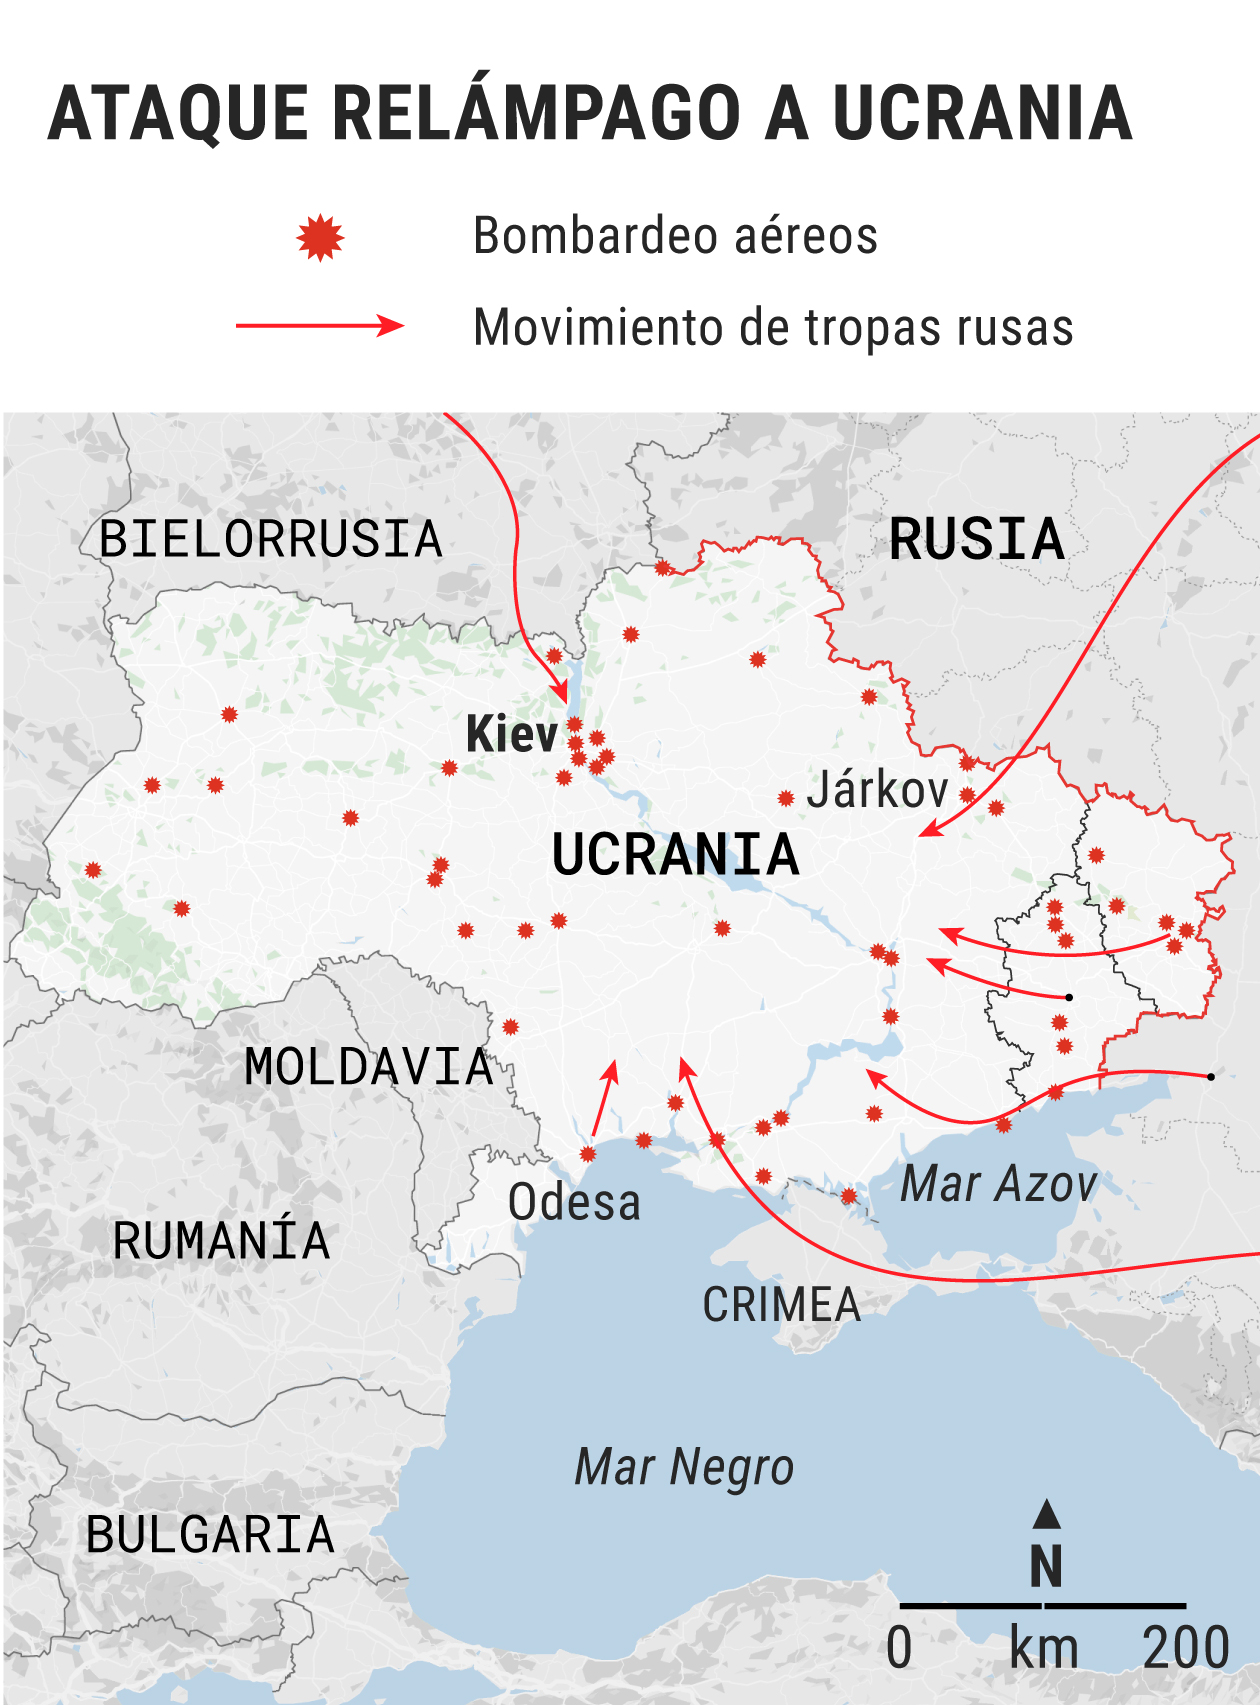 ATAQUE RELÁMPAGO A UCRANIA
Bombardeo aéreos
Movimiento de tropas rusas
BIELORRUSIA
RUSIA
Kiev
Járkov
UCRANIA
MOLDAVIA
Odesa
Mar Azov
RUMANÍA
CRIMEA
Mar Negro
BULGARIA
N
0 km 200